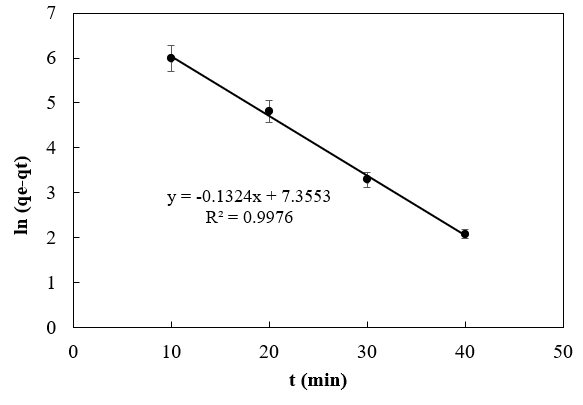 7
6
5
4
3
2
1
0
ln (qe-qt)
y = -0.1324x + 7.3553
R² = 0.9976
0 10 20 30 40 50
t (min)